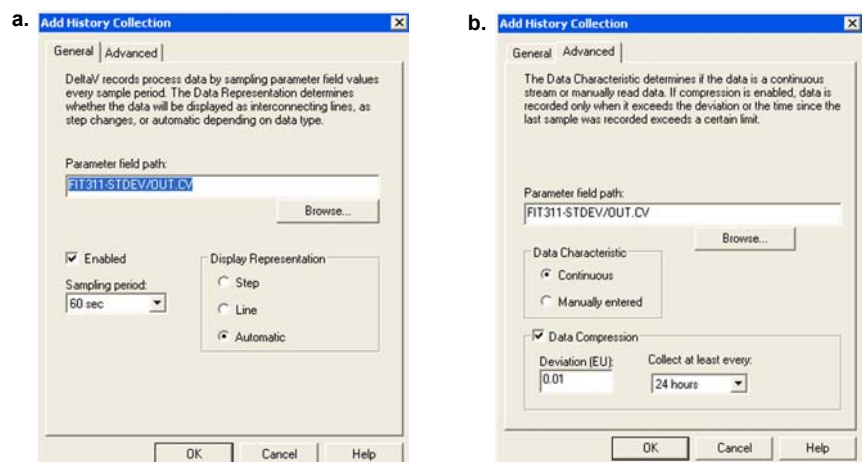 a.
Add History Collection
General
Advanced
DeltaV records process data by sampling parameter field values
every sample period. The Data Representation determines
whether the data will be displayed as interconnecting lines, as
step changes, or automatic depending on data type.
Parameter field path:
FIT311-STDEV/OUT.CV
Browse...
Enabled
Sampling period:
60 sec
Display Representation
Step
Line
Automatic
OK
Cancel
Help
b.
Add History Collection
General
Advanced
The Data Characteristic determines if the data is a continuous
stream or manually read data. If compression is enabled, data is
recorded only when it exceeds the deviation or the time since the
last sample was recorded exceeds a certain limit.
Parameter field path:
FIT311-STDEV/OUT.CV
Browse...
Data Characteristic
Continuous
Manually entered
Data Compression
Deviation (EU):
0.01
Collect at least every:
24 hours
OK
Cancel
Help